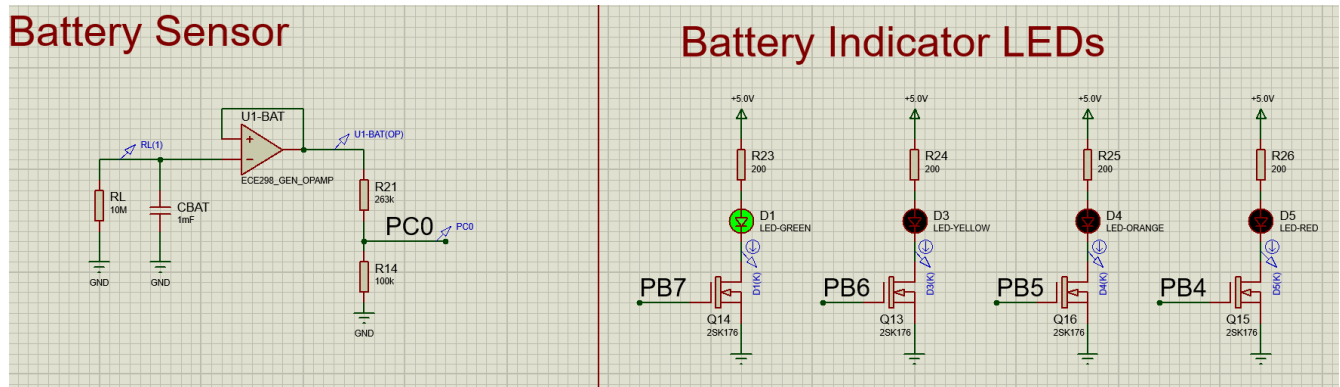 Battery Sensor
U1-BAT
+
−
ECE298_GEN_OPAMP
RL(1)
U1-BAT(OP)
RL
10M
CBAT
1mF
R21
263k
PC0
PC0
R14
100k
GND
GND
GND
Battery Indicator LEDs
+5.0V
R23
200
D1
LED-GREEN
D1(K)
PB7
Q14
2SK176
+5.0V
R24
200
D3
LED-YELLOW
D3(K)
PB6
Q13
2SK176
+5.0V
R25
200
D4
LED-ORANGE
D4(K)
PB5
Q16
2SK176
+5.0V
R26
200
D5
LED-RED
D5(K)
PB4
Q15
2SK176